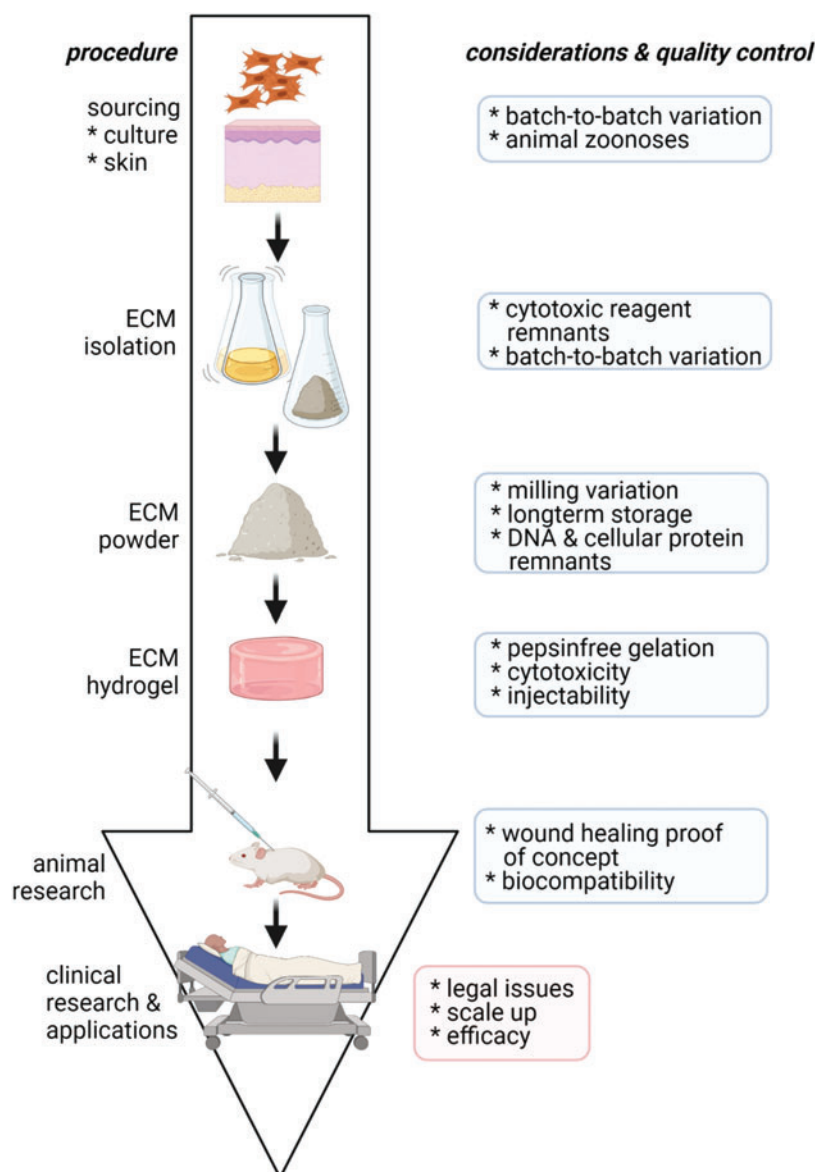 procedure
considerations & quality control
sourcing
* culture
* skin
* batch-to-batch variation
* animal zoonoses
ECM
isolation
* cytotoxic reagent
remnants
* batch-to-batch variation
ECM
powder
* milling variation
* longterm storage
* DNA & cellular protein
remnants
ECM
hydrogel
* pepsinfree gelation
* cytotoxicity
* injectability
animal
research
* wound healing proof
of concept
* biocompatibility
clinical
research &
applications
* legal issues
* scale up
* efficacy